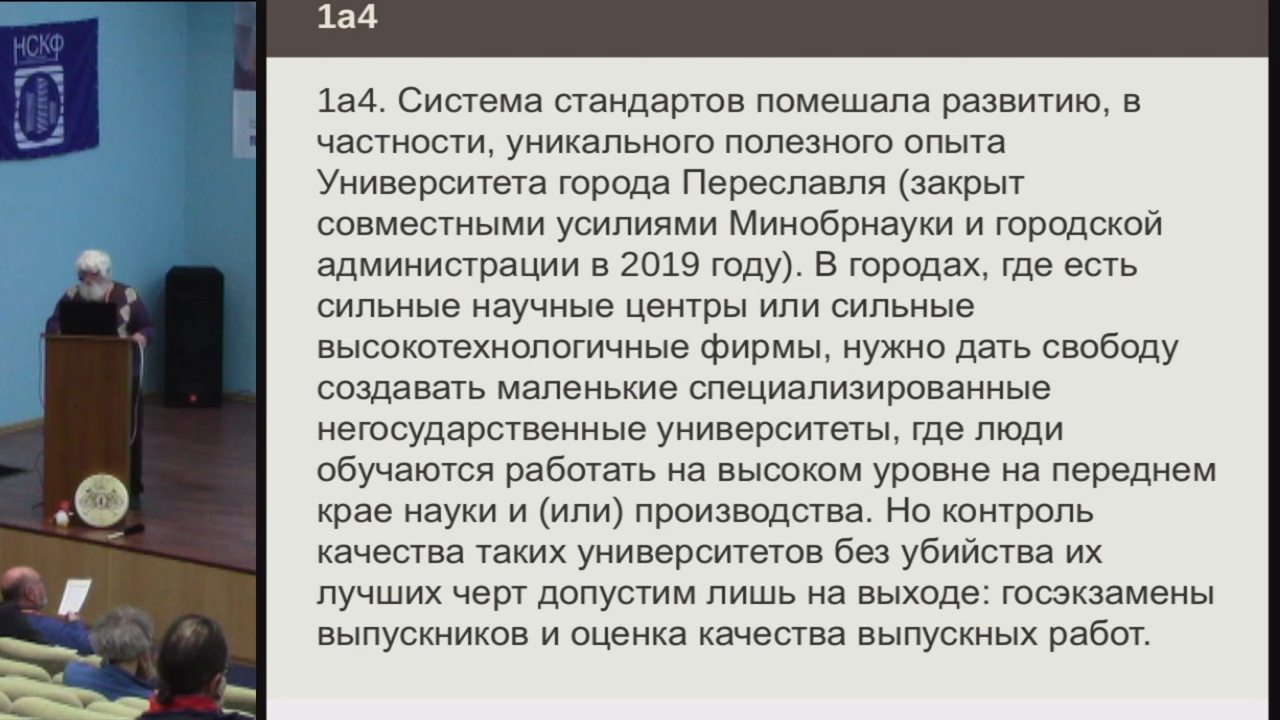 НСКФ
1а4
1а4. Система стандартов помешала развитию, в
частности, уникального полезного опыта
Университета города Переславля (закрыт
совместными усилиями Минобрнауки и городской
администрации в 2019 году). В городах, где есть
сильные научные центры или сильные
высокотехнологичные фирмы, нужно дать свободу
создавать маленькие специализированные
негосударственные университеты, где люди
обучаются работать на высоком уровне на переднем
крае науки и (или) производства. Но контроль
качества таких университетов без убийства их
лучших черт допустим лишь на выходе: госэкзамены
выпускников и оценка качества выпускных работ.